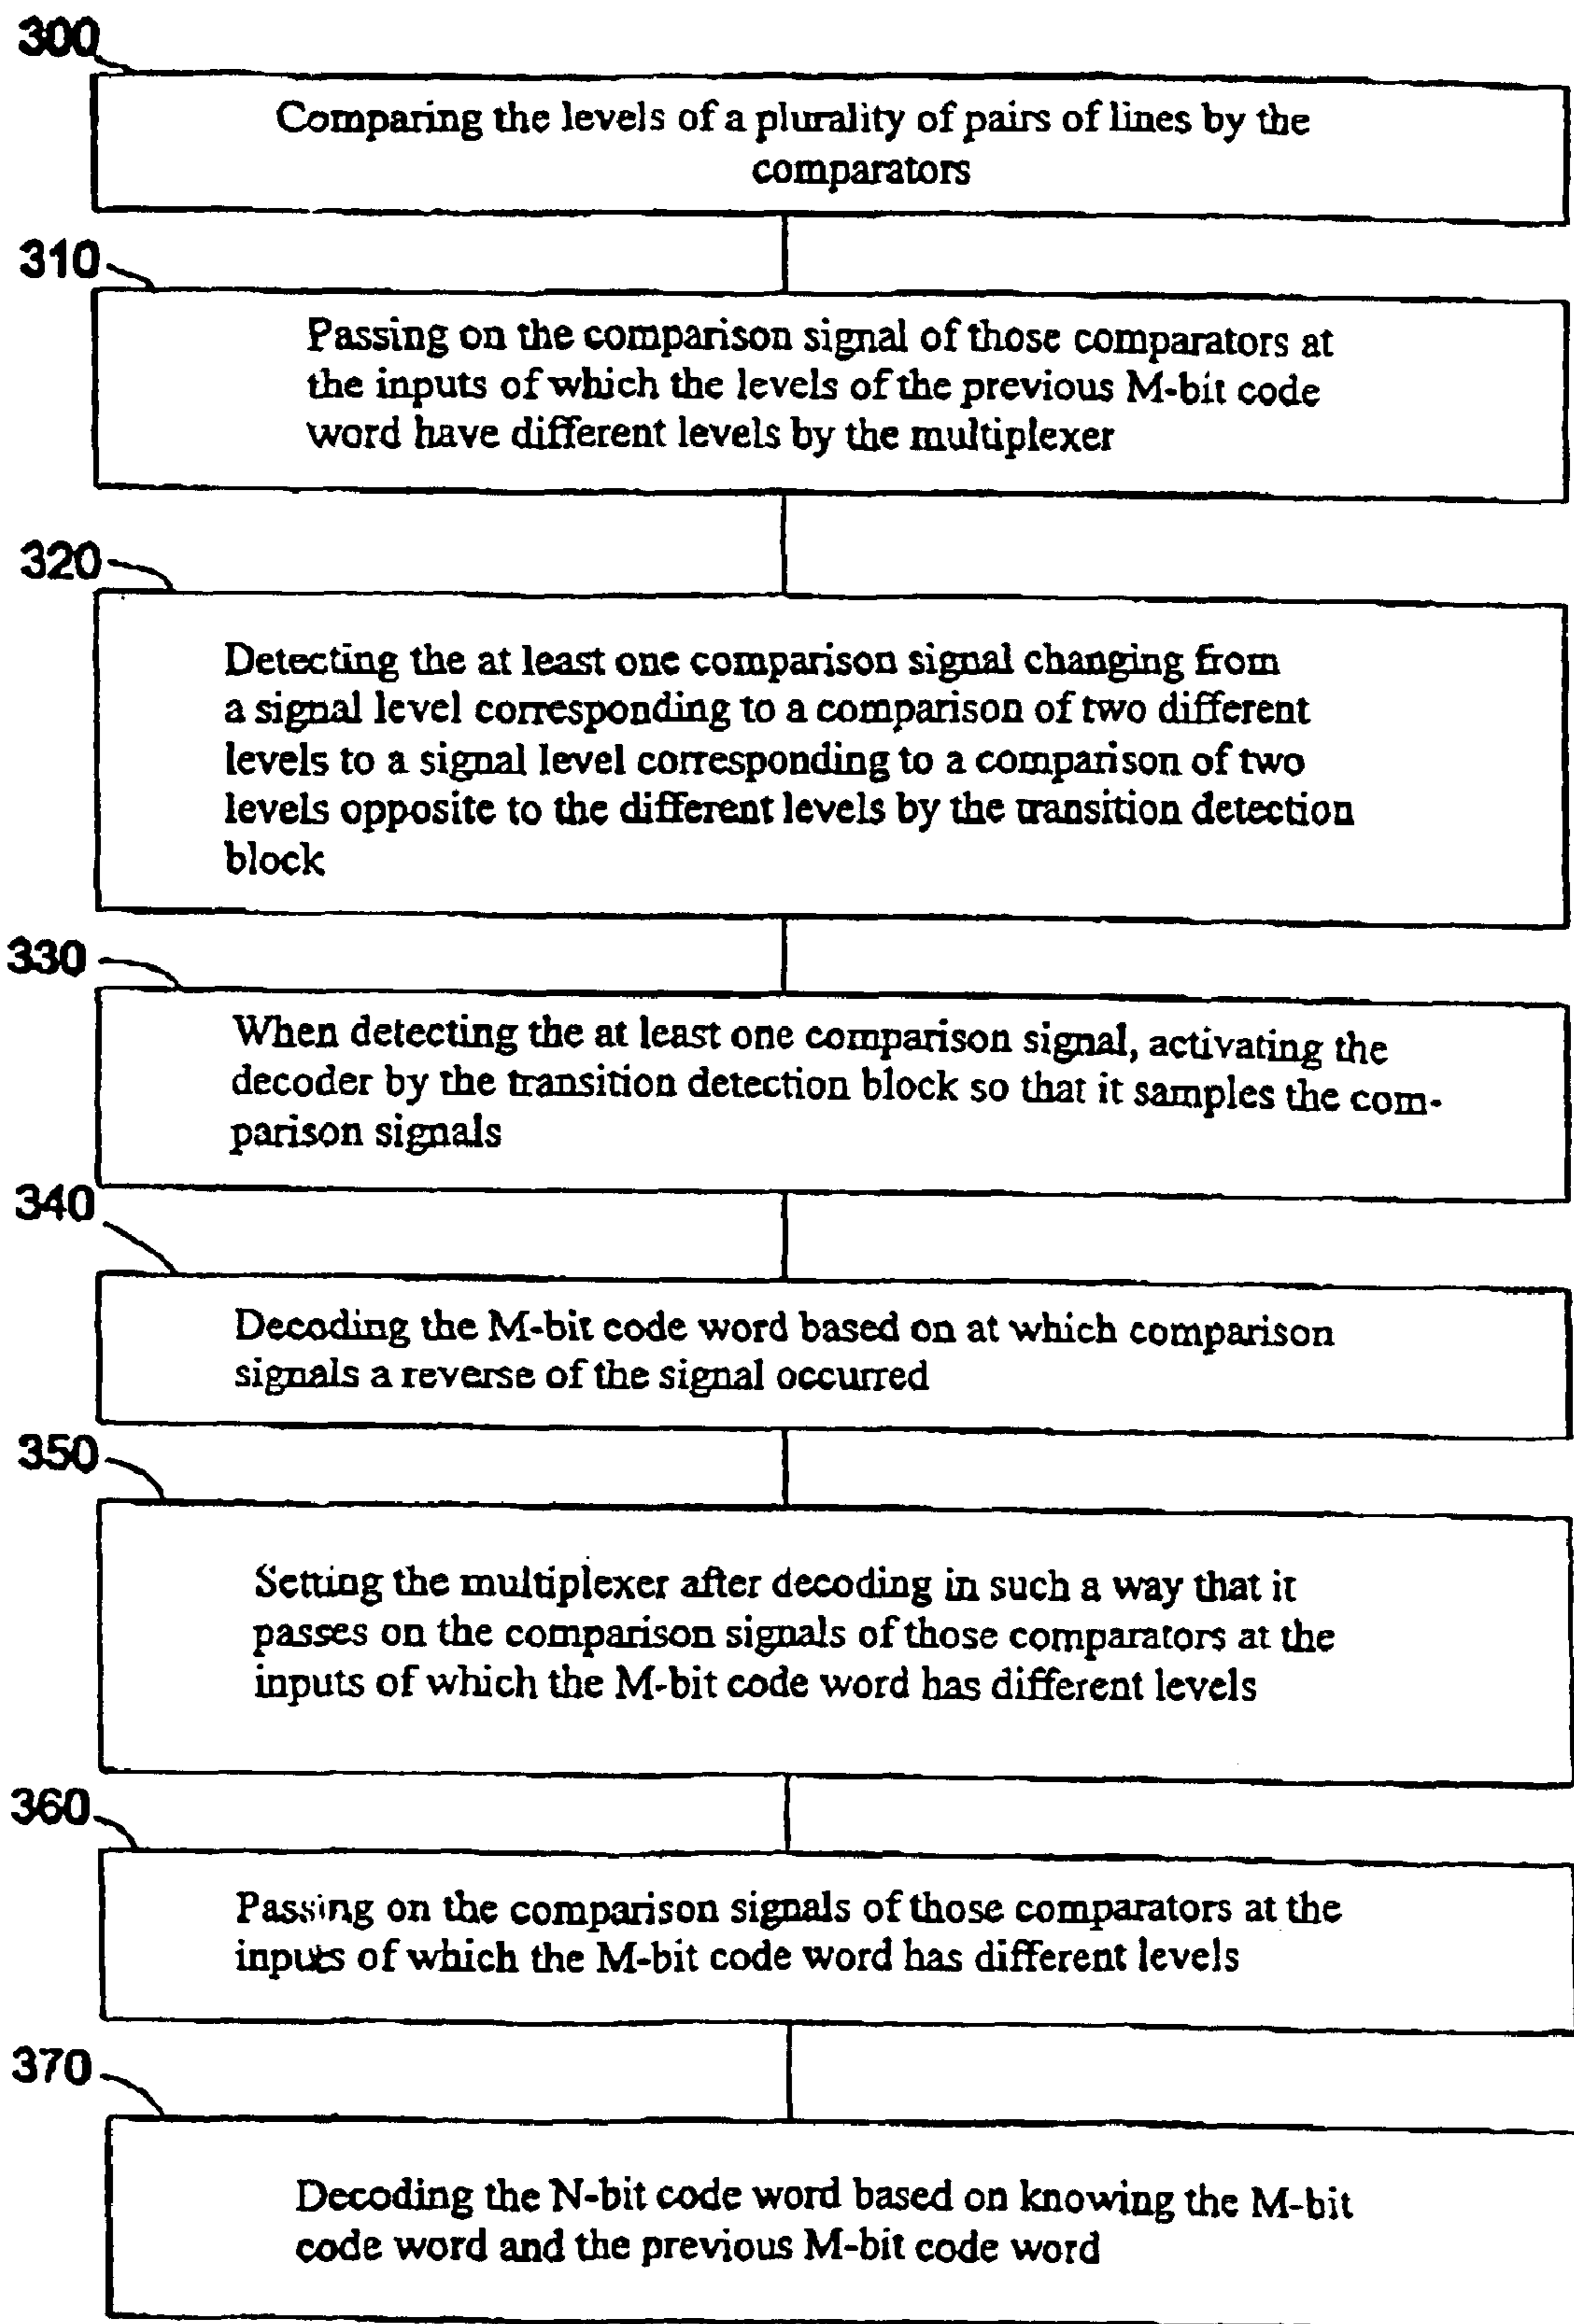 300
Comparing the levels of a plurality of pairs of lines by the
comparators
310
Passing on the comparison signal of those comparators at
the inputs of which the levels of the previous M-bit code
word have different levels by the multiplexer
320
Detecting the at least one comparison signal changing from
a signal level corresponding to a comparison of two different
levels to a signal level corresponding to a comparison of two
levels opposite to the different levels by the transition detection
block
330
When detecting the at least one comparison signal, activating the
decoder by the transition detection block so that it samples the com-
parison signals
340
Decoding the M-bit code word based on at which comparison
signals a reverse of the signal occurred
350
Setting the multiplexer after decoding in such a way that it
passes on the comparison signals of those comparators at the
inputs of which the M-bit code word has different levels
360
Passing on the comparison signals of those comparators at the
inputs of which the M-bit code word has different levels
370
Decoding the N-bit code word based on knowing the M-bit
code word and the previous M-bit code word